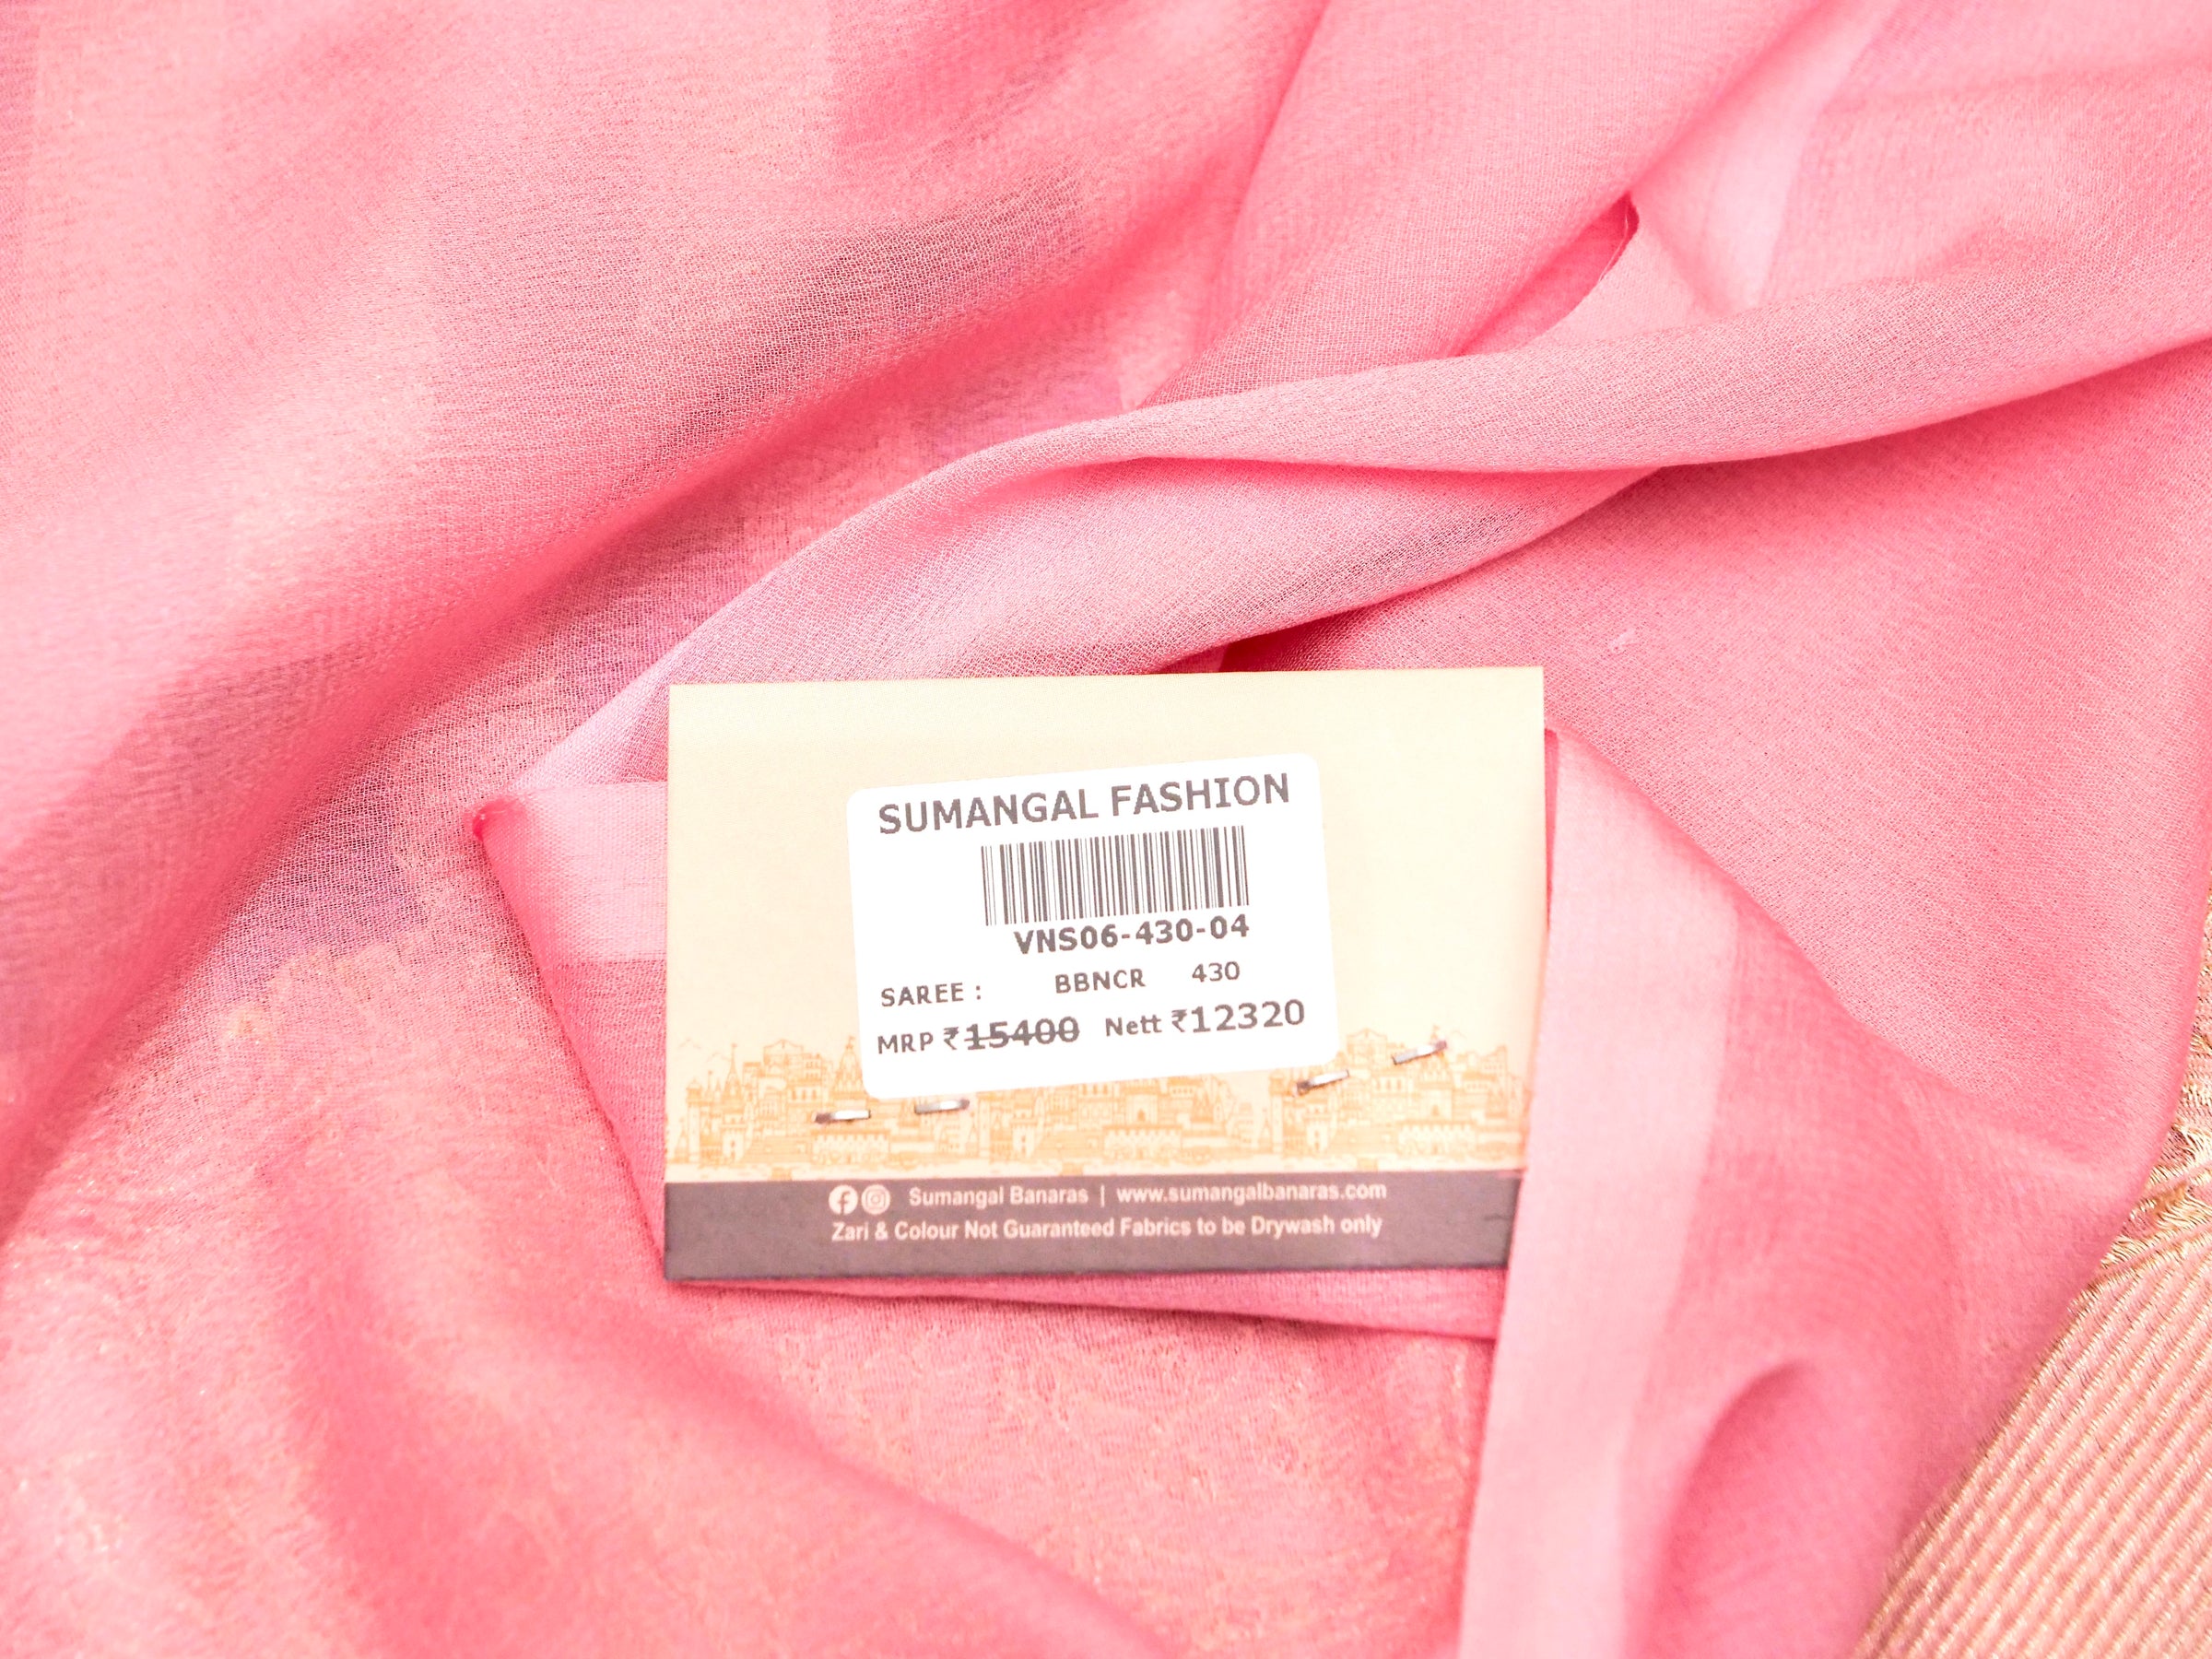 SUMANGAL FASHION
VNS06-430-04
SAREE : BBNCR 430
MRP ₹15400 Nett ₹12320
Sumangal Banaras | www.sumangalbanaras.com
Zari & Colour Not Guaranteed Fabrics to be Drywash only